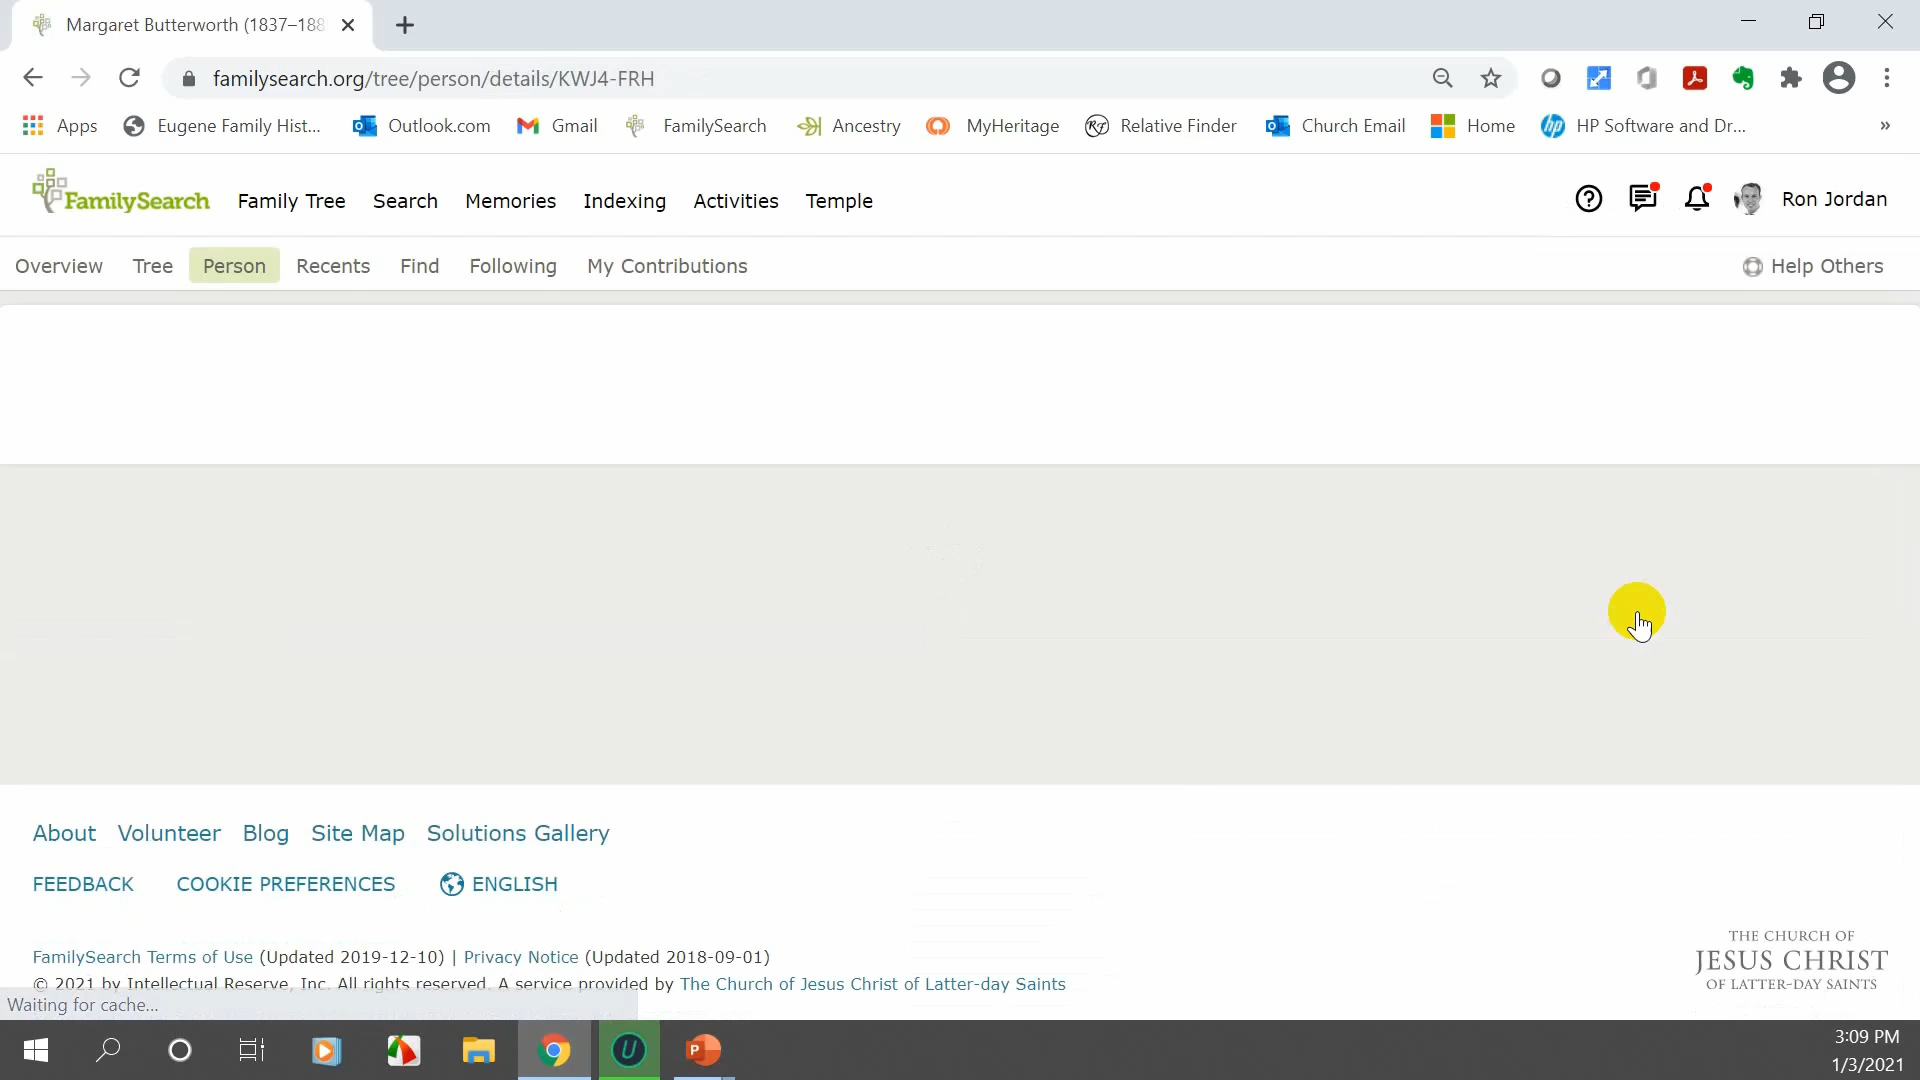 Margaret Butterworth (1837–188
familysearch.org/tree/person/details/KWJ4-FRH
Apps Eugene Family Hist... Outlook.com Gmail FamilySearch Ancestry MyHeritage Relative Finder Church Email Home HP Software and Dr... »
FamilySearch Family Tree Search Memories Indexing Activities Temple Ron Jordan
Overview Tree Person Recents Find Following My Contributions Help Others
About Volunteer Blog Site Map Solutions Gallery
FEEDBACK COOKIE PREFERENCES ENGLISH
THE CHURCH OF
JESUS CHRIST
OF LATTER-DAY SAINTS
FamilySearch Terms of Use (Updated 2019-12-10) | Privacy Notice (Updated 2018-09-01)
© 2021 by Intellectual Reserve, Inc. All rights reserved. A service provided by The Church of Jesus Christ of Latter-day Saints
Waiting for cache...
3:09 PM
1/3/2021